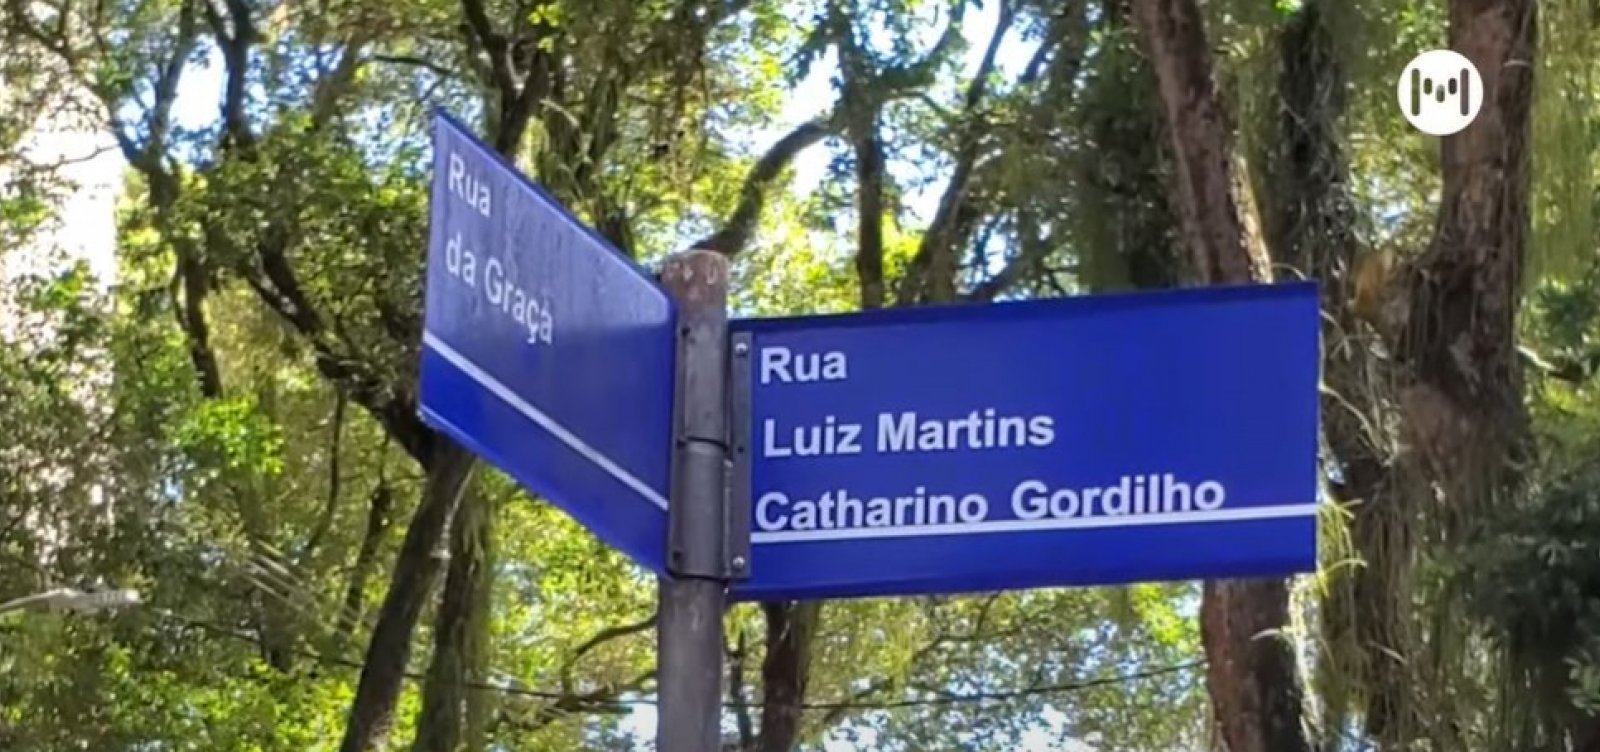 Rua
da Graça
Rua
Luiz Martins
Catharino Gordilho